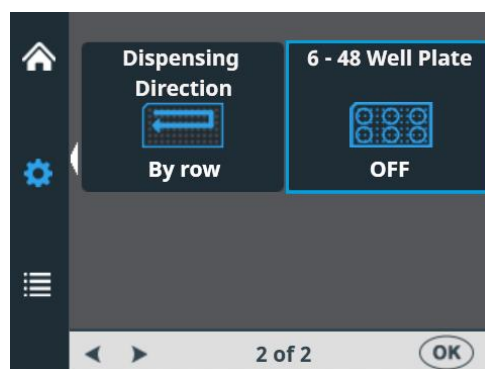 Dispensing
Direction
By row
6 - 48 Well Plate
OFF
2 of 2
OK